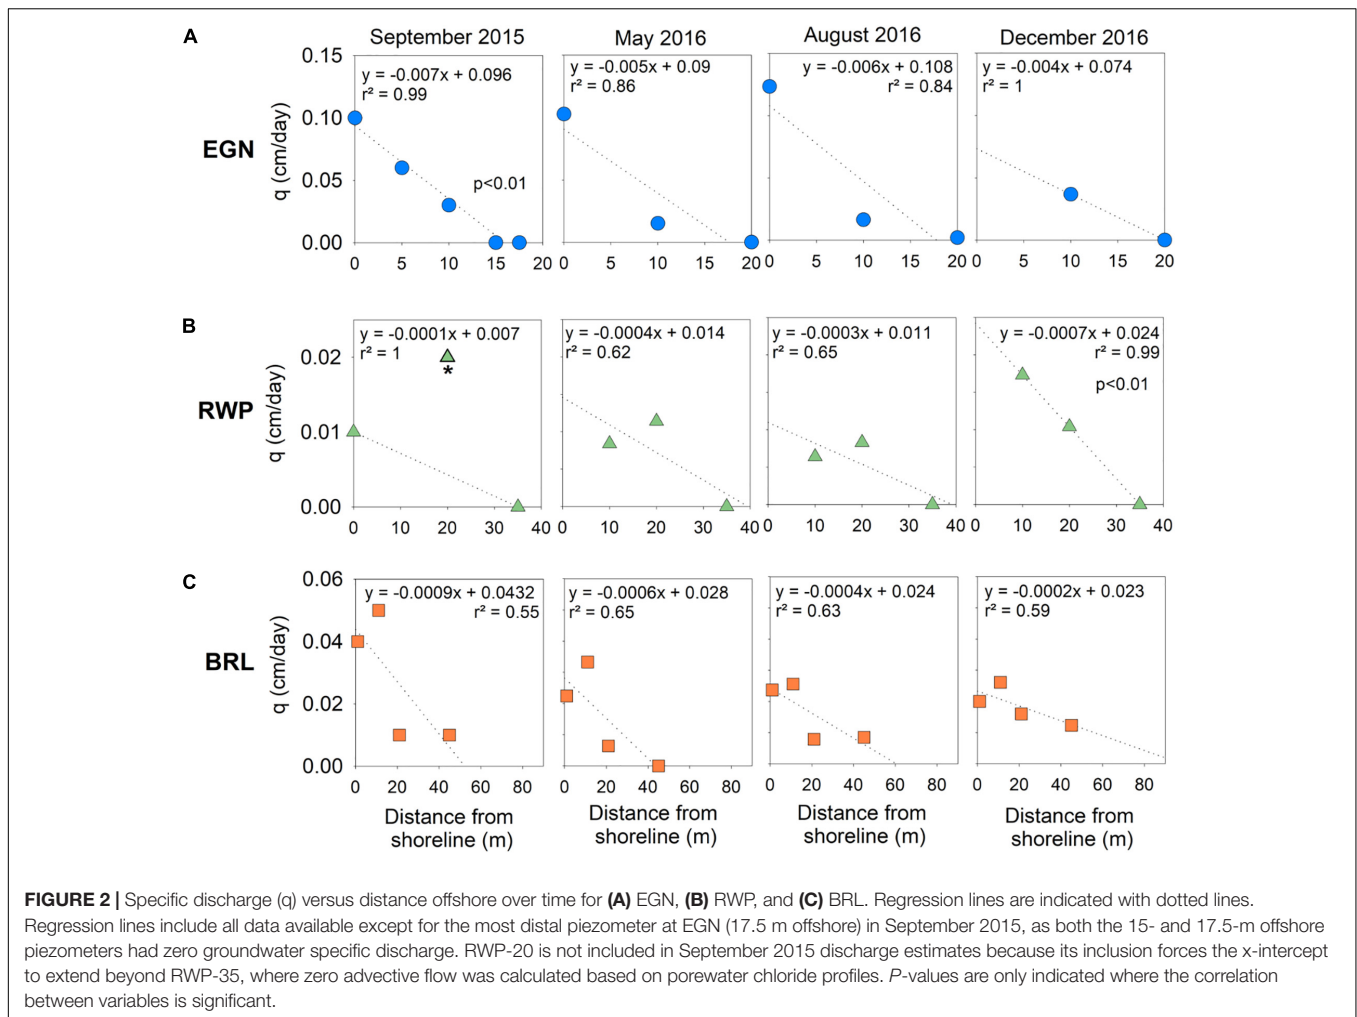 A
September 2015
May 2016
August 2016
December 2016
EGN
q (cm/day)
0.15
0.10
0.05
0.00
y = -0.007x + 0.096
r² = 0.99
p<0.01
0 5 10 15 20
y = -0.005x + 0.09
r² = 0.86
0 5 10 15 20
y = -0.006x + 0.108
r² = 0.84
0 5 10 15 20
y = -0.004x + 0.074
r² = 1
0 5 10 15 20
B
RWP
q (cm/day)
0.02
0.01
0.00
y = -0.0001x + 0.007
r² = 1
*
0 10 20 30 40
y = -0.0004x + 0.014
r² = 0.62
0 10 20 30 40
y = -0.0003x + 0.011
r² = 0.65
0 10 20 30 40
y = -0.0007x + 0.024
r² = 0.99
p<0.01
0 10 20 30 40
C
BRL
q (cm/day)
0.06
0.04
0.02
0.00
y = -0.0009x + 0.0432
r² = 0.55
0 20 40 60 80
Distance from
shoreline (m)
y = -0.0006x + 0.028
r² = 0.65
0 20 40 60 80
Distance from
shoreline (m)
y = -0.0004x + 0.024
r² = 0.63
0 20 40 60 80
Distance from
shoreline (m)
y = -0.0002x + 0.023
r² = 0.59
0 20 40 60 80
Distance from
shoreline (m)
FIGURE 2 | Specific discharge (q) versus distance offshore over time for (A) EGN, (B) RWP, and (C) BRL. Regression lines are indicated with dotted lines.
Regression lines include all data available except for the most distal piezometer at EGN (17.5 m offshore) in September 2015, as both the 15- and 17.5-m offshore
piezometers had zero groundwater specific discharge. RWP-20 is not included in September 2015 discharge estimates because its inclusion forces the x-intercept
to extend beyond RWP-35, where zero advective flow was calculated based on porewater chloride profiles. P-values are only indicated where the correlation
between variables is significant.